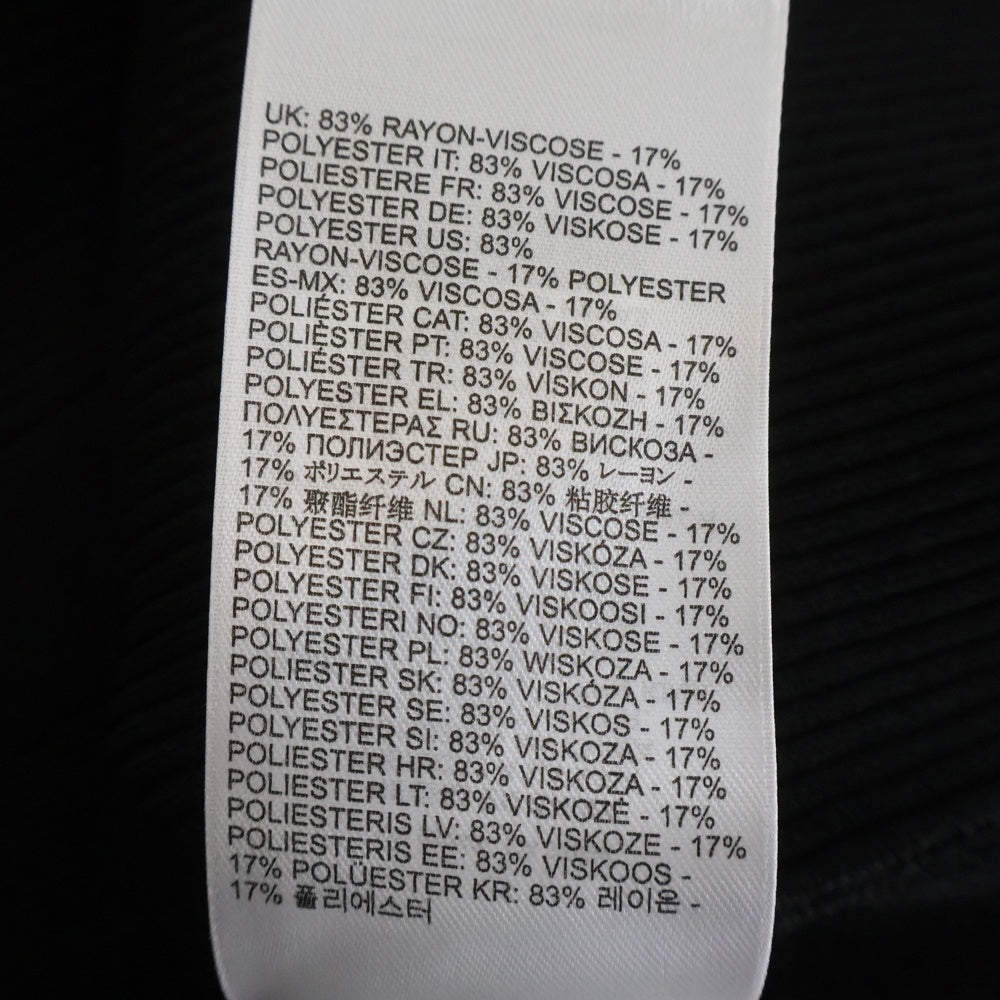 UK: 83% RAYON-VISCOSE - 17%
POLYESTER IT: 83% VISCOSA - 17%
POLIESTERE FR: 83% VISCOSE - 17%
POLYESTER DE: 83% VISKOSE - 17%
POLYESTER US: 83%
RAYON-VISCOSE - 17% POLYESTER
ES-MX: 83% VISCOSA - 17%
POLIÉSTER CAT: 83% VISCOSA - 17%
POLIÈSTER PT: 83% VISCOSE - 17%
POLIÉSTER TR: 83% VİSKON - 17%
POLYESTER EL: 83% ΒΙΣΚΟΖΗ - 17%
ΠΟΛΥΕΣΤΕΡΑΣ RU: 83% ВИСКОЗА -
17% ПОЛИЭСТЕР JP: 83% レーヨン -
17% ポリエステル CN: 83% 粘胶纤维 -
17% 聚酯纤维 NL: 83% VISCOSE - 17%
POLYESTER CZ: 83% VISKÓZA - 17%
POLYESTER DK: 83% VISKOSE - 17%
POLYESTER FI: 83% VISKOOSI - 17%
POLYESTERI NO: 83% VISKOSE - 17%
POLYESTER PL: 83% WISKOZA - 17%
POLIESTER SK: 83% VISKÓZA - 17%
POLYESTER SE: 83% VISKOS - 17%
POLYESTER SI: 83% VISKOZA - 17%
POLIESTER HR: 83% VISKOZA - 17%
POLIESTER LT: 83% VISKOZĖ - 17%
POLIESTERIS LV: 83% VISKOZE - 17%
POLIESTERIS EE: 83% VISKOOS -
17% POLÜESTER KR: 83% 레이온 -
17% 폴리에스터